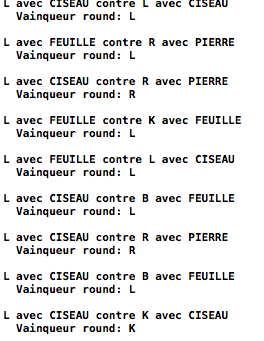 L avec CISEAU contre L avec CISEAU
Vainqueur round: L
L avec FEUILLE contre R avec PIERRE
Vainqueur round: L
L avec CISEAU contre R avec PIERRE
Vainqueur round: R
L avec FEUILLE contre K avec FEUILLE
Vainqueur round: L
L avec FEUILLE contre L avec CISEAU
Vainqueur round: L
L avec CISEAU contre B avec FEUILLE
Vainqueur round: L
L avec CISEAU contre R avec PIERRE
Vainqueur round: R
L avec CISEAU contre B avec FEUILLE
Vainqueur round: L
L avec CISEAU contre K avec CISEAU
Vainqueur round: K